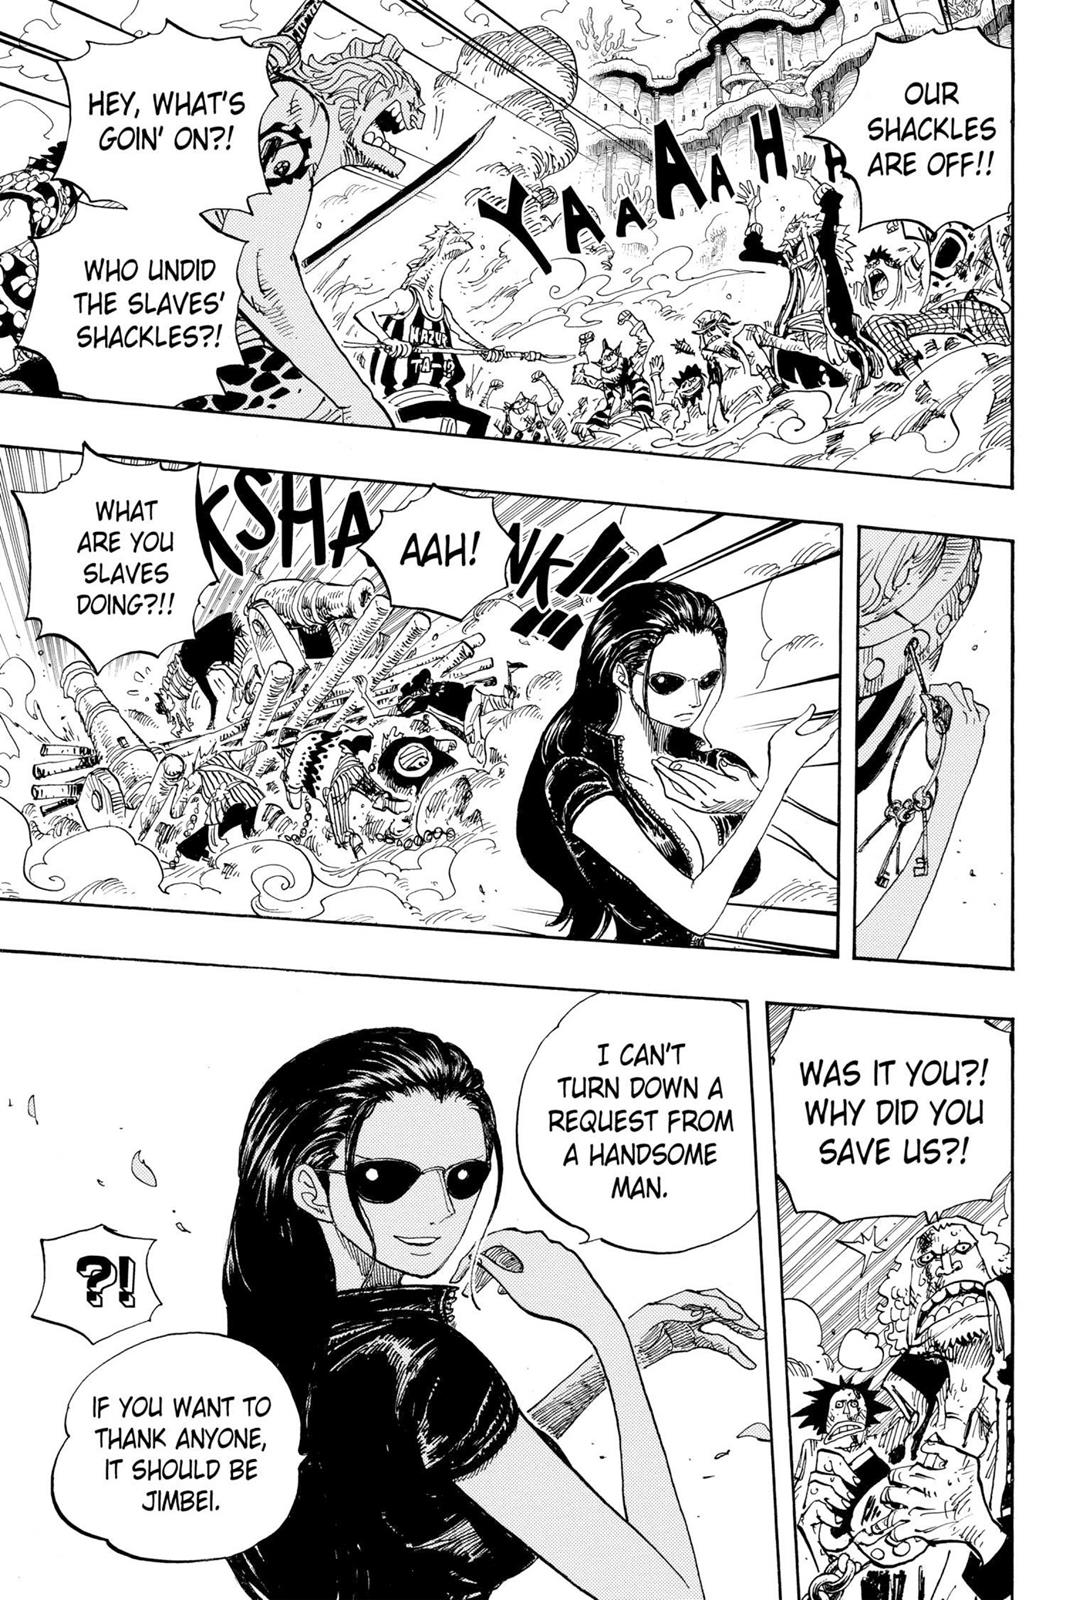 OUR
SHACKLES
ARE OFF!!
YAAAAHHH
HEY, WHAT'S
GOIN' ON?!
WHO UNDID
THE SLAVES'
SHACKLES?!
WHAT
ARE YOU
SLAVES
DOING?!!
KSHA
AAH!
NK!!!
!!!
WAS IT YOU?!
WHY DID YOU
SAVE US?!
I CAN'T
TURN DOWN A
REQUEST FROM
A HANDSOME
MAN.
?!
IF YOU WANT TO
THANK ANYONE,
IT SHOULD BE
JIMBEI.